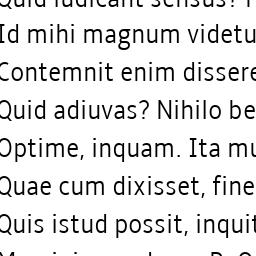 Quid iudicant sensus?
Id mihi magnum videtu
Contemnit enim dissere
Quid adiuvas? Nihilo be
Optime, inquam. Ita mu
Quae cum dixisset, fine
Quis istud possit, inquit